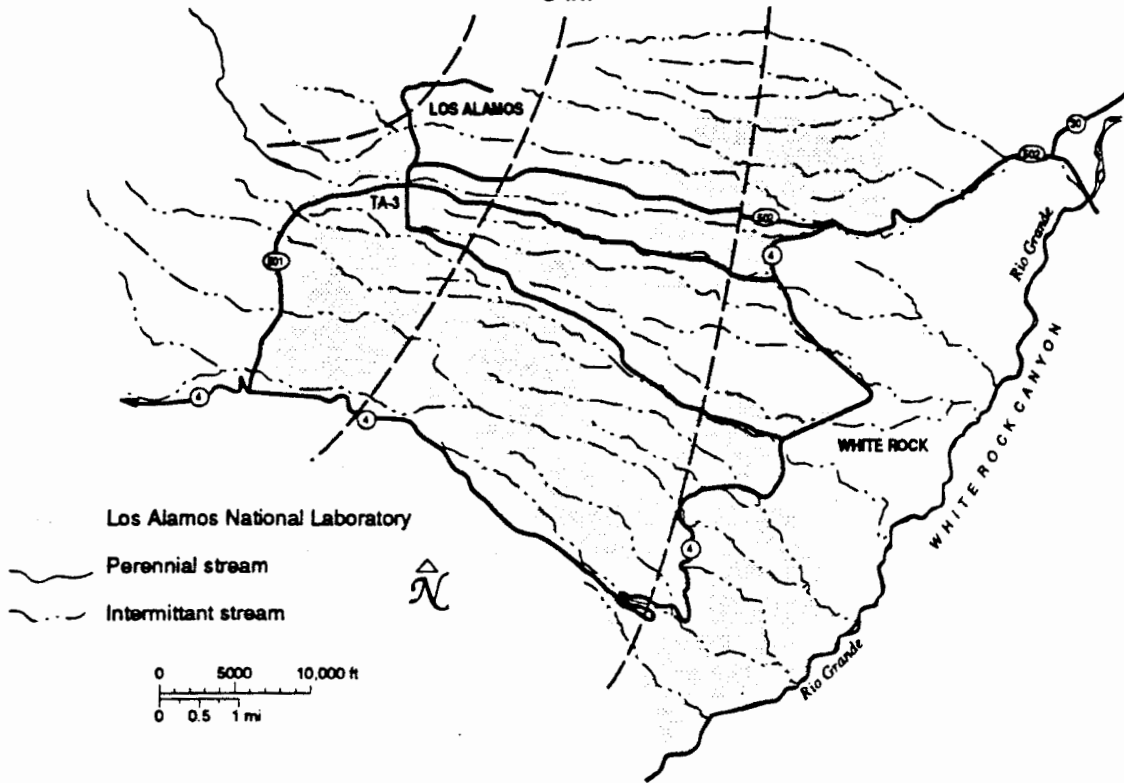 LOS ALAMOS
30
502
TA-3
502
501
4
Rio Grande
WHITE ROCK CANYON
4
4
WHITE ROCK
4
Rio Grande
Los Alamos National Laboratory
Perennial stream
Intermittant stream
N
0 5000 10,000 ft
0 0.5 1 mi